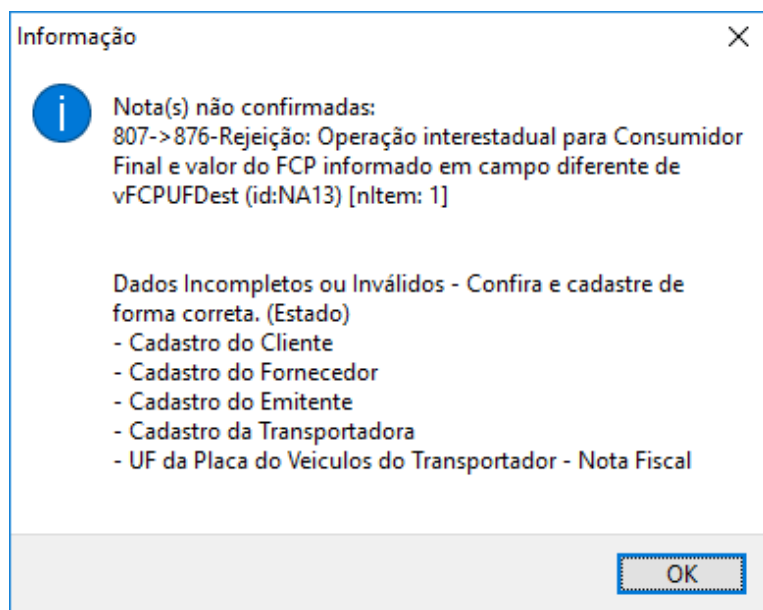 Informação
Nota(s) não confirmadas:
807->876-Rejeição: Operação interestadual para Consumidor
Final e valor do FCP informado em campo diferente de
vFCPUFDest (id:NA13) [nItem: 1]
Dados Incompletos ou Inválidos - Confira e cadastre de
forma correta. (Estado)
- Cadastro do Cliente
- Cadastro do Fornecedor
- Cadastro do Emitente
- Cadastro da Transportadora
- UF da Placa do Veiculos do Transportador - Nota Fiscal
OK